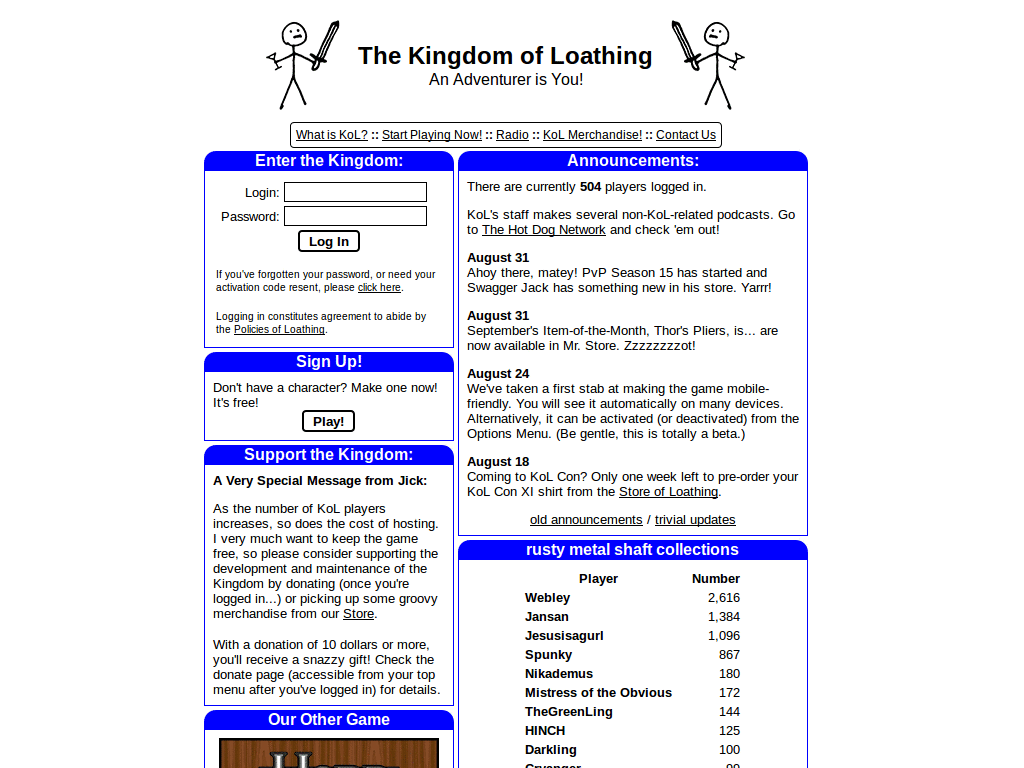 The Kingdom of Loathing
An Adventurer is You!
What is KoL? :: Start Playing Now! :: Radio :: KoL Merchandise! :: Contact Us
Enter the Kingdom:
Login:
Password:
Log In
If you've forgotten your password, or need your
activation code resent, please click here.
Logging in constitutes agreement to abide by
the Policies of Loathing.
Sign Up!
Don't have a character? Make one now!
It's free!
Play!
Support the Kingdom:
A Very Special Message from Jick:
As the number of KoL players
increases, so does the cost of hosting.
I very much want to keep the game
free, so please consider supporting the
development and maintenance of the
Kingdom by donating (once you're
logged in...) or picking up some groovy
merchandise from our Store.
With a donation of 10 dollars or more,
you'll receive a snazzy gift! Check the
donate page (accessible from your top
menu after you've logged in) for details.
Our Other Game
Announcements:
There are currently 504 players logged in.
KoL's staff makes several non-KoL-related podcasts. Go
to The Hot Dog Network and check 'em out!
August 31
Ahoy there, matey! PvP Season 15 has started and
Swagger Jack has something new in his store. Yarrr!
August 31
September's Item-of-the-Month, Thor's Pliers, is... are
now available in Mr. Store. Zzzzzzzzot!
August 24
We've taken a first stab at making the game mobile-
friendly. You will see it automatically on many devices.
Alternatively, it can be activated (or deactivated) from the
Options Menu. (Be gentle, this is totally a beta.)
August 18
Coming to KoL Con? Only one week left to pre-order your
KoL Con XI shirt from the Store of Loathing.
old announcements / trivial updates
rusty metal shaft collections
Player Number
Webley 2,616
Jansan 1,384
Jesusisagurl 1,096
Spunky 867
Nikademus 180
Mistress of the Obvious 172
TheGreenLing 144
HINCH 125
Darkling 100